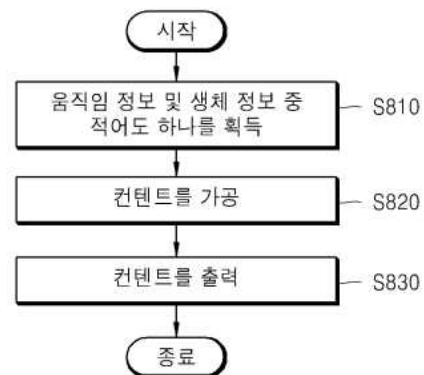 시작
움직임 정보 및 생체 정보 중
적어도 하나를 획득
S810
컨텐트를 가공
S820
컨텐트를 출력
S830
종료